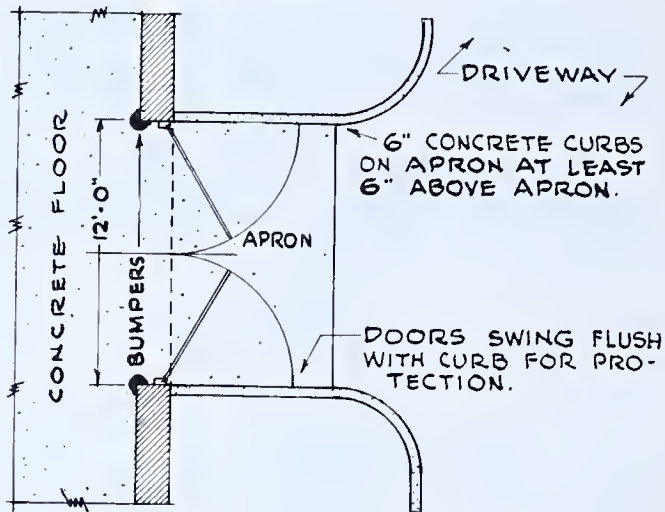 DRIVEWAY
6" CONCRETE CURBS
ON APRON AT LEAST
6" ABOVE APRON.
CONCRETE FLOOR
12'-0"
BUMPERS
APRON
DOORS SWING FLUSH
WITH CURB FOR PRO-
TECTION.